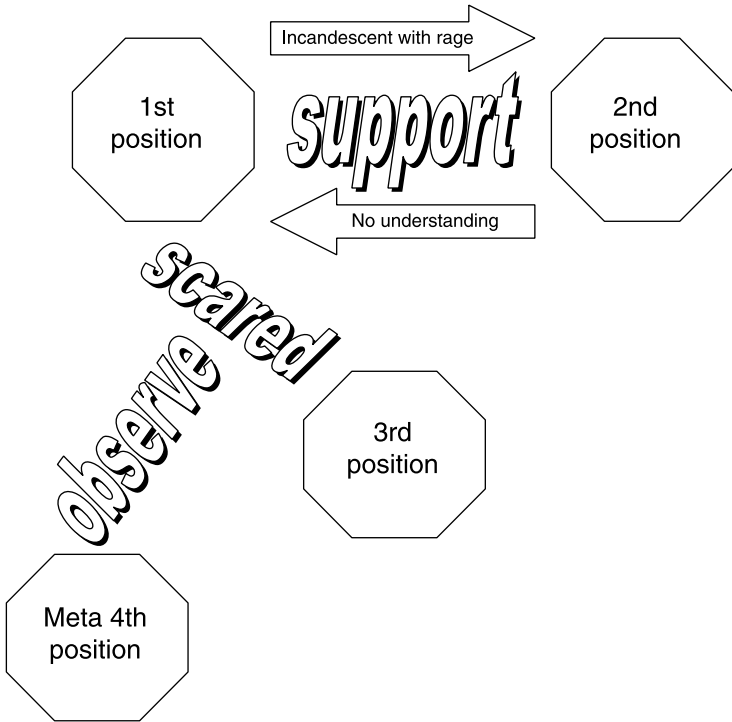 Incandescent with rage
1st
position
support
2nd
position
No understanding
scared
observe
3rd
position
Meta 4th
position